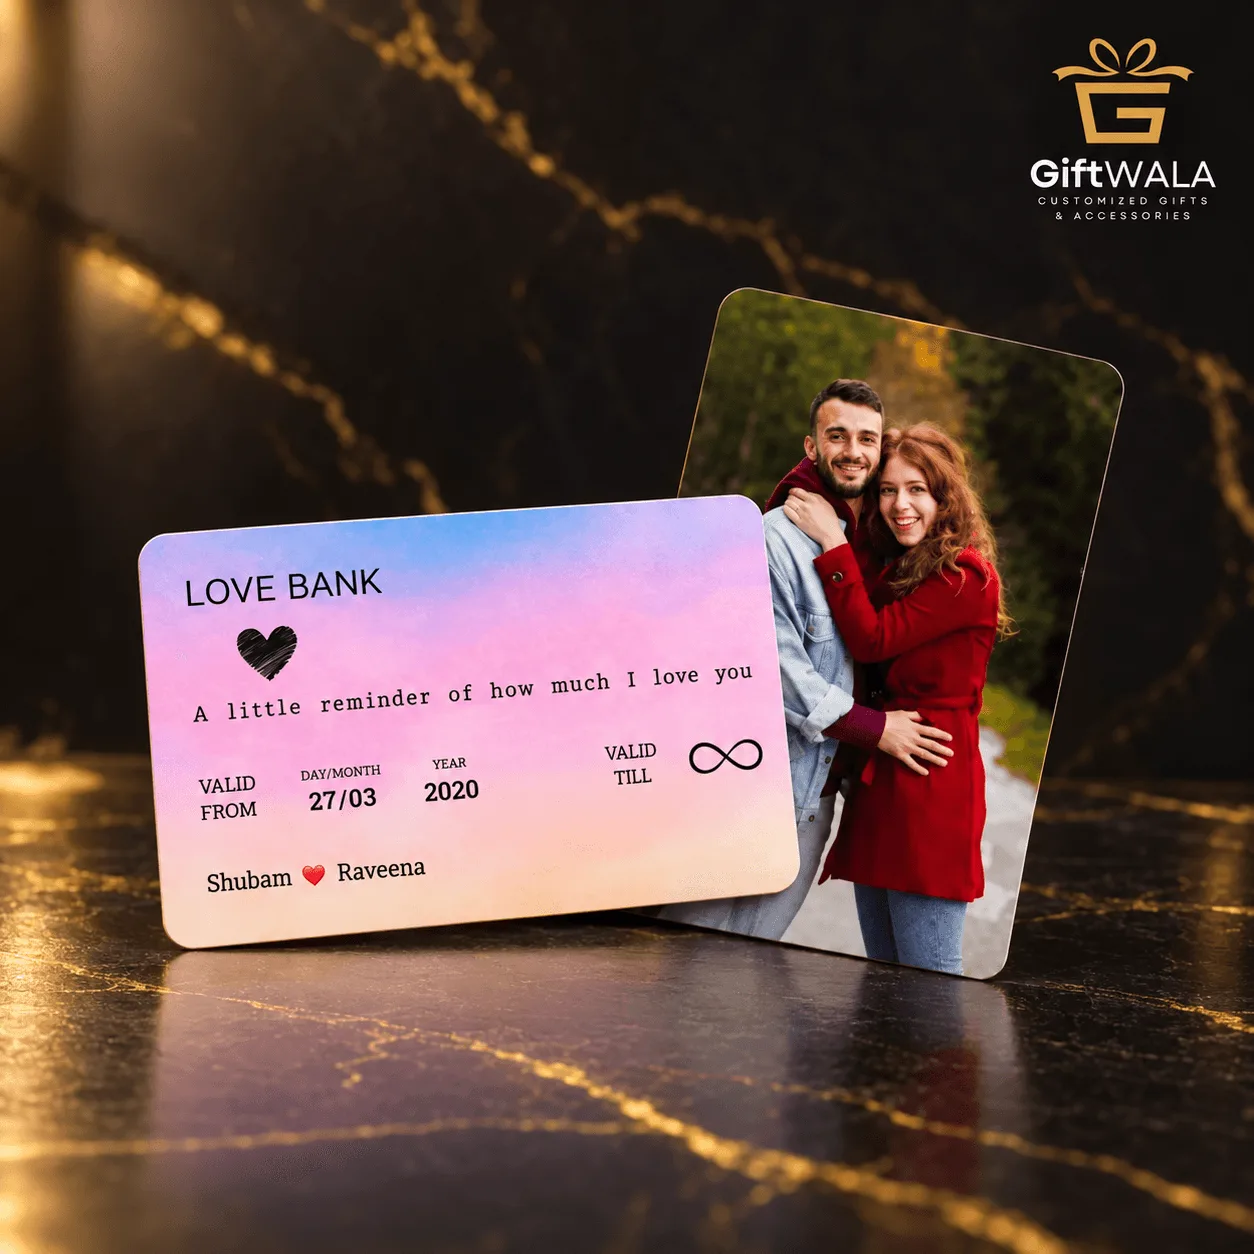 GiftWALA
CUSTOMIZED GIFTS
& ACCESSORIES
LOVE BANK
A little reminder of how much I love you
VALID
FROM
DAY/MONTH
27/03
YEAR
2020
VALID
TILL
∞
Shubam ❤️ Raveena